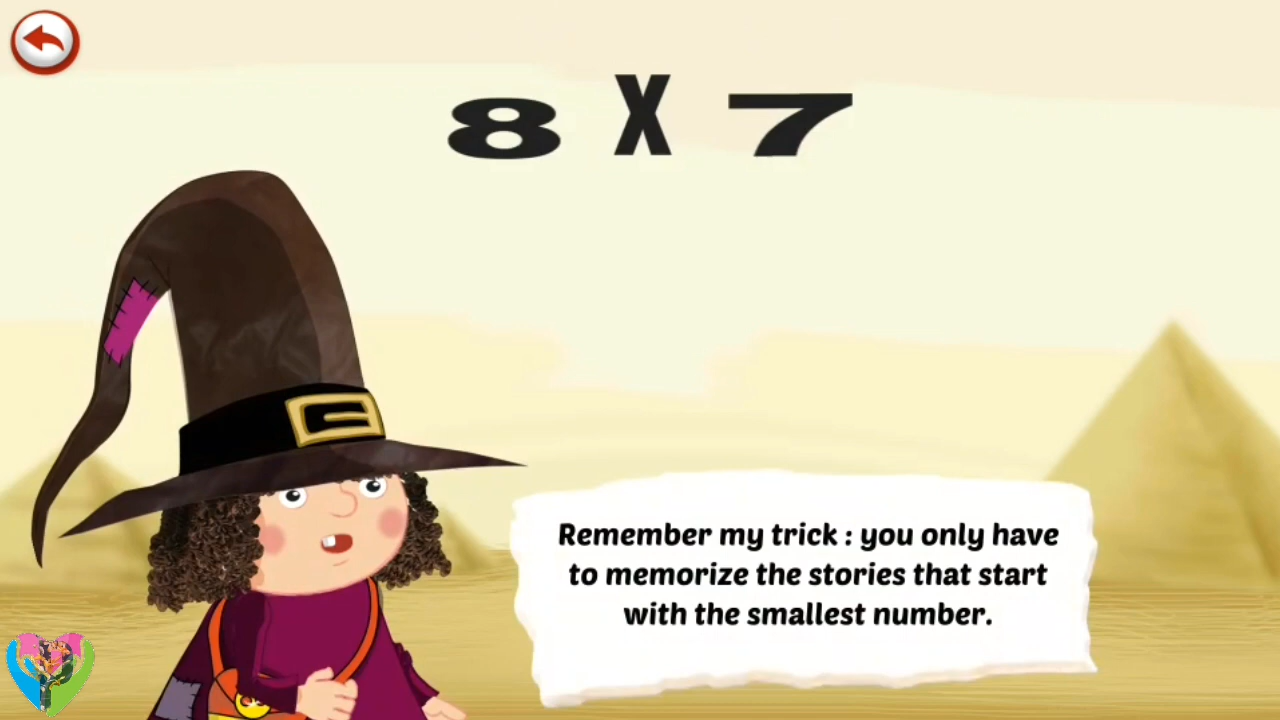 8 X 7
Remember my trick : you only have
to memorize the stories that start
with the smallest number.